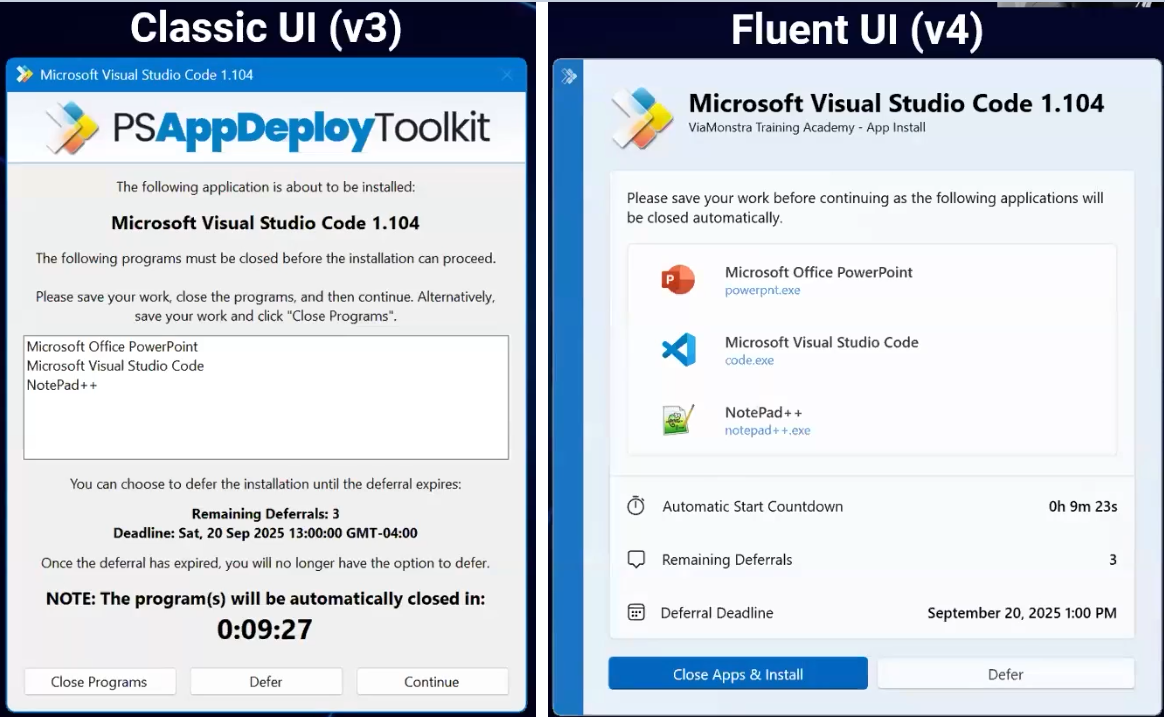 Classic UI (v3)
Microsoft Visual Studio Code 1.104
PSAppDeployToolkit
The following application is about to be installed:
Microsoft Visual Studio Code 1.104
The following programs must be closed before the installation can proceed.
Please save your work, close the programs, and then continue. Alternatively,
save your work and click "Close Programs".
Microsoft Office PowerPoint
Microsoft Visual Studio Code
NotePad++
You can choose to defer the installation until the deferral expires:
Remaining Deferrals: 3
Deadline: Sat, 20 Sep 2025 13:00:00 GMT-04:00
Once the deferral has expired, you will no longer have the option to defer.
NOTE: The program(s) will be automatically closed in:
0:09:27
Close Programs
Defer
Continue
Fluent UI (v4)
Microsoft Visual Studio Code 1.104
ViaMonstra Training Academy - App Install
Please save your work before continuing as the following applications will
be closed automatically.
P
Microsoft Office PowerPoint
powerpnt.exe
Microsoft Visual Studio Code
code.exe
NotePad++
notepad++.exe
Automatic Start Countdown 0h 9m 23s
Remaining Deferrals 3
Deferral Deadline September 20, 2025 1:00 PM
Close Apps & Install
Defer